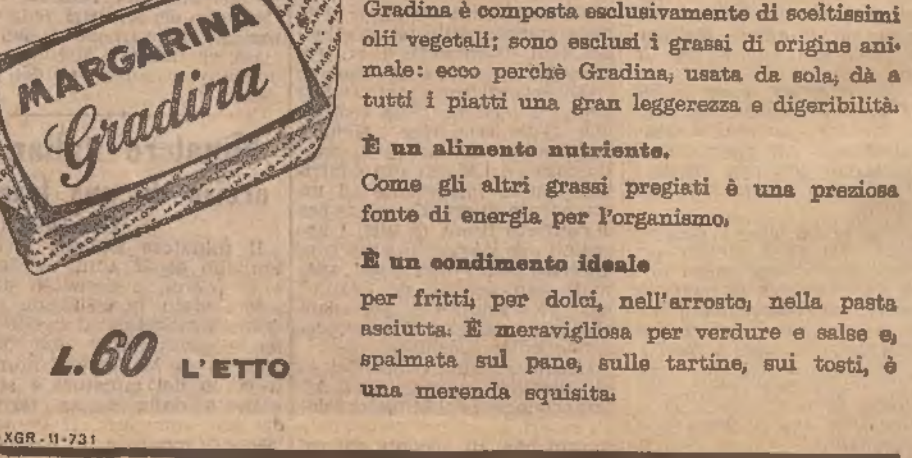 MARGARINA
Gradina
L.60 L'ETTO
XGR-11-731
Gradina è composta esclusivamente di sceltissimi
olii vegetali; sono esclusi i grassi di origine ani-
male: ecco perchè Gradina, usata da sola, dà a
tutti i piatti una gran leggerezza e digeribilità.
È un alimento nutriente.
Come gli altri grassi pregiati è una preziosa
fonte di energia per l'organismo.
È un condimento ideale
per fritti, per dolci, nell'arrosto, nella pasta
asciutta. È meravigliosa per verdure e salse e,
spalmata sul pane, sulle tartine, sui tosti, è
una merenda squisita.